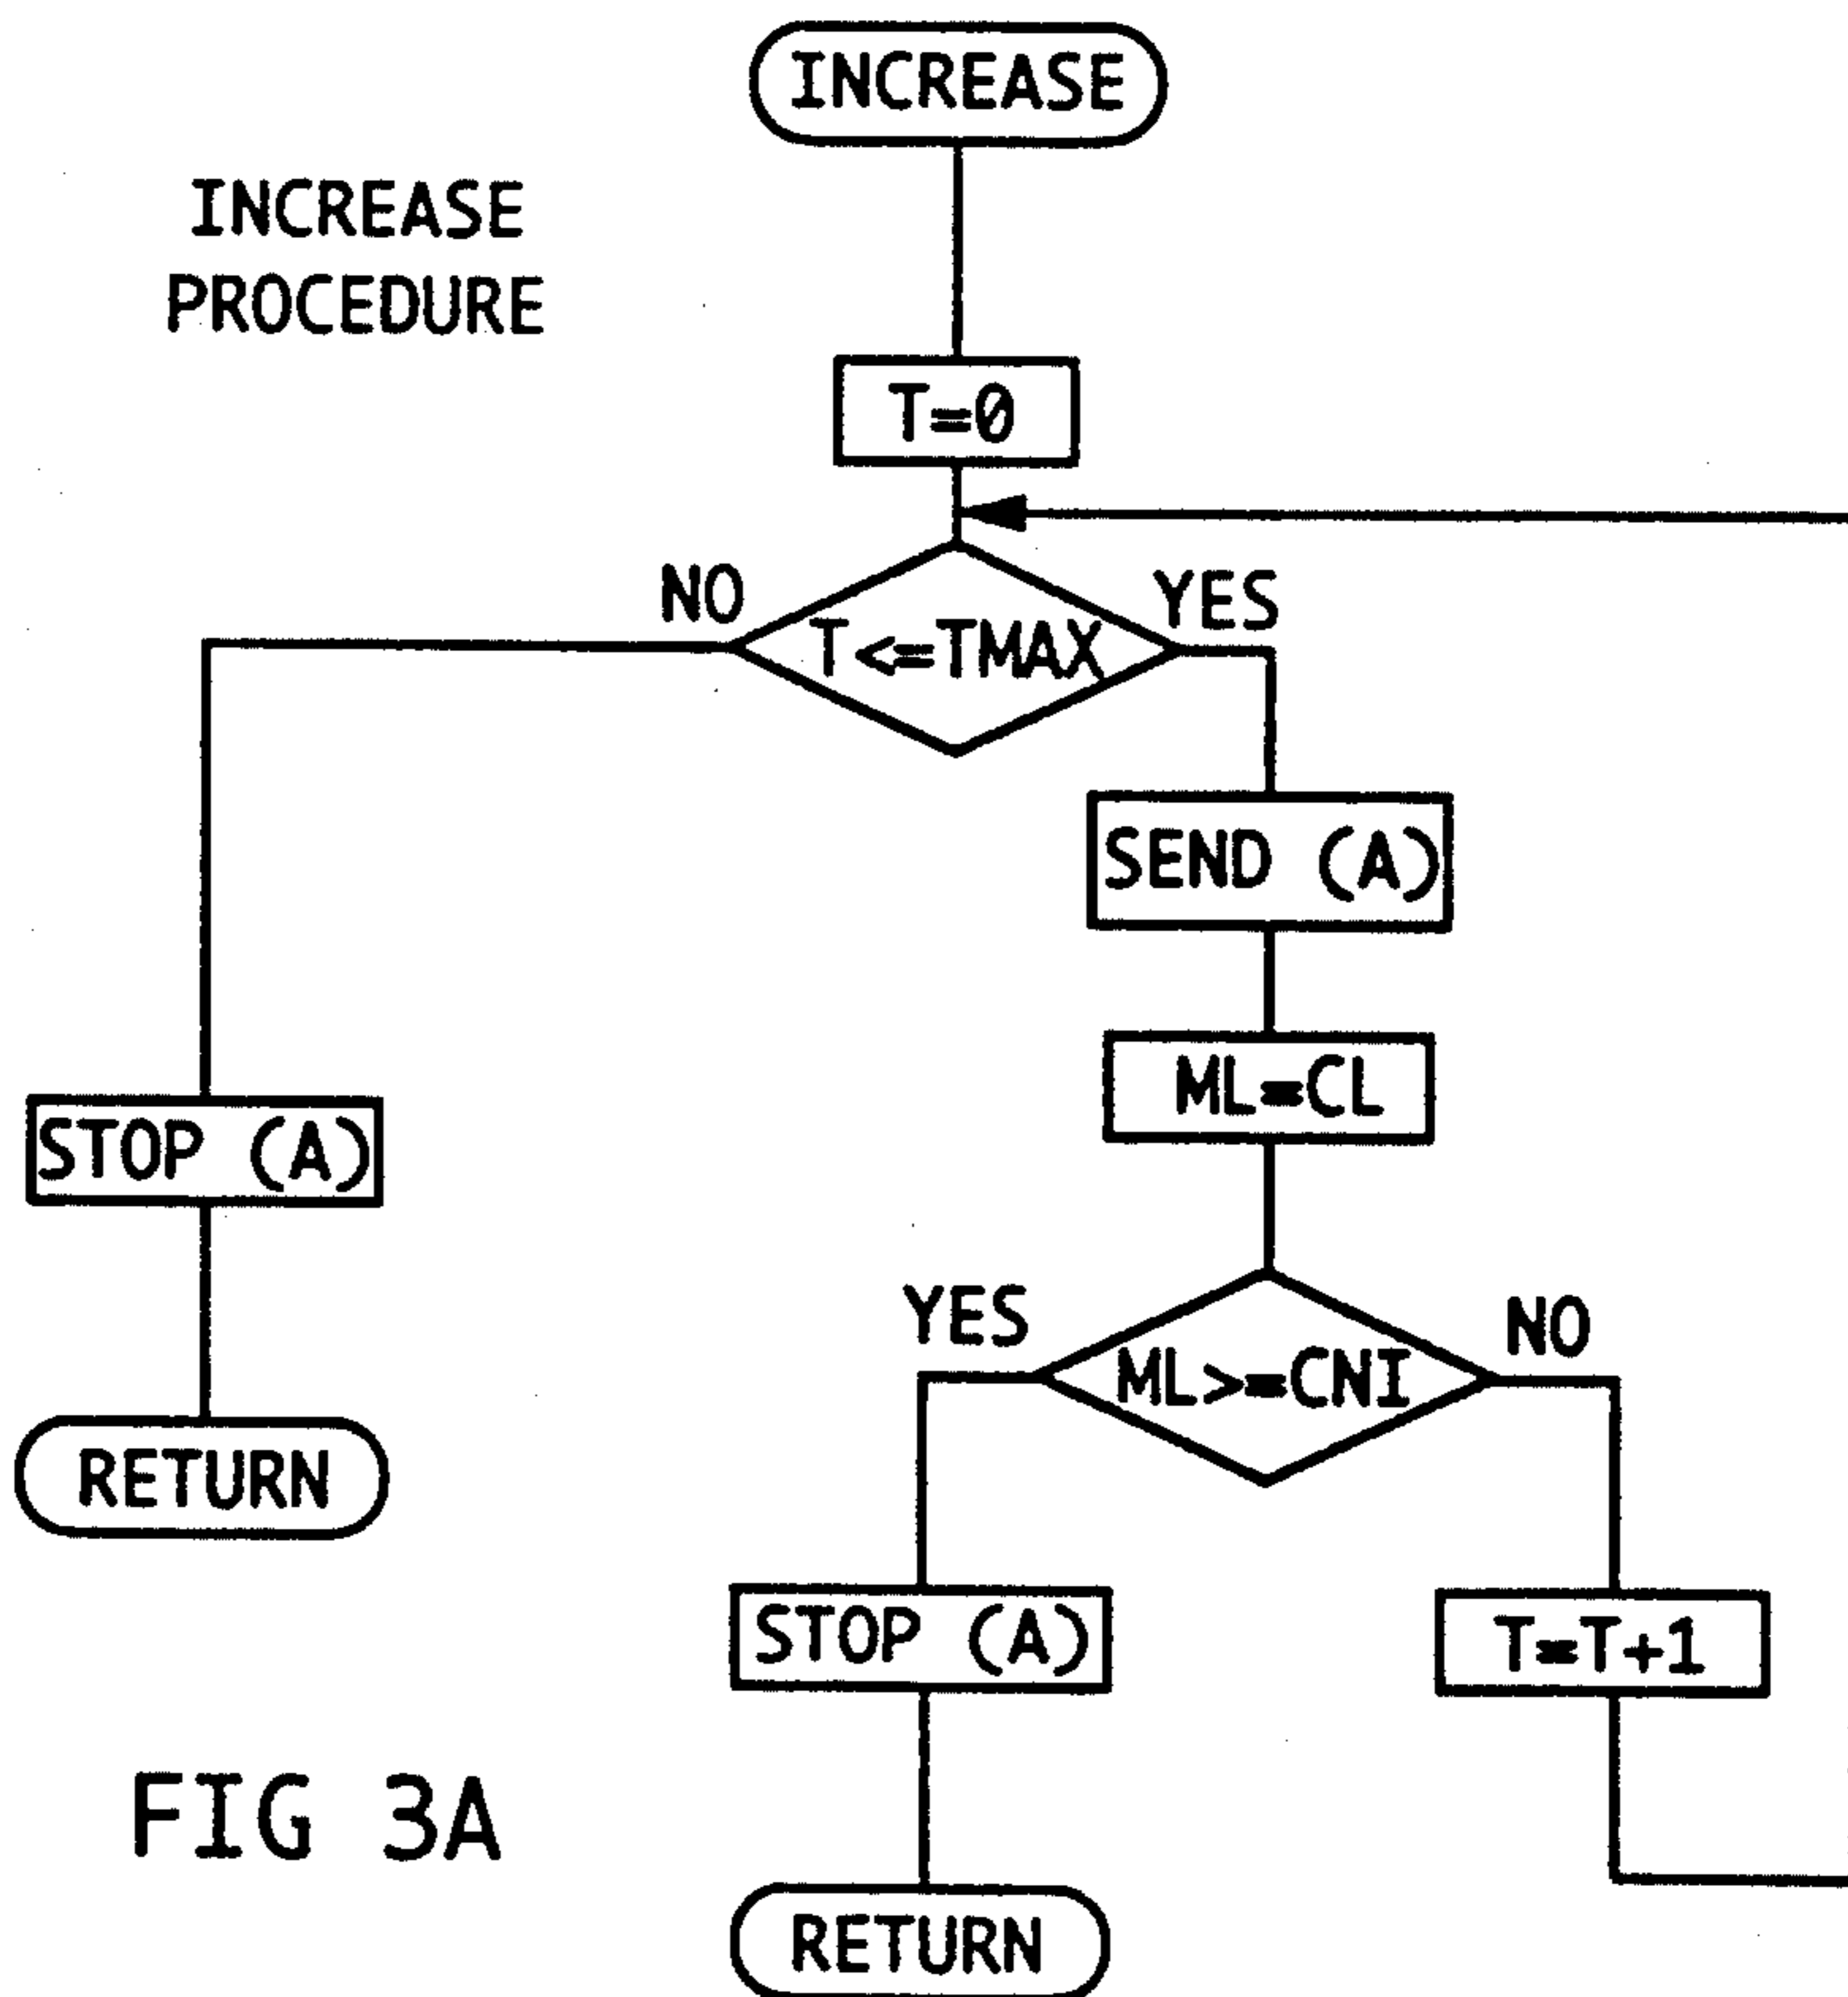 INCREASE
INCREASE
PROCEDURE
T=0
NO
YES
T<=TMAX
SEND (A)
ML=CL
STOP (A)
YES
NO
ML>=CNI
RETURN
STOP (A)
T=T+1
FIG 3A
RETURN